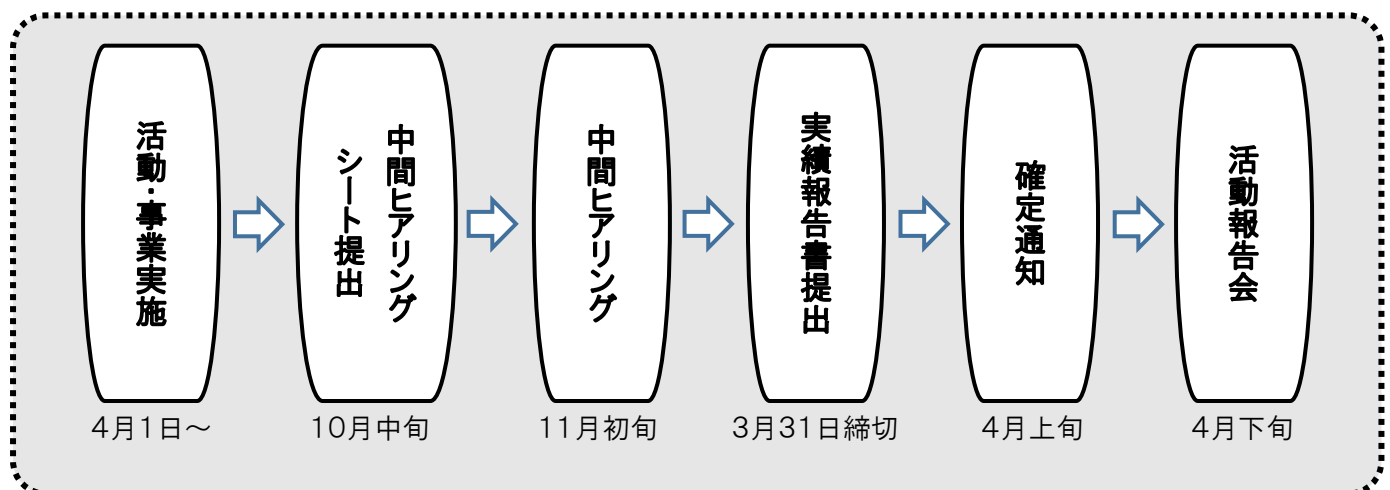 活動・事業実施
中間ヒアリング
シート提出
中間ヒアリング
実績報告書提出
確定通知
活動報告会
4月1日～
10月中旬
11月初旬
3月31日締切
4月上旬
4月下旬